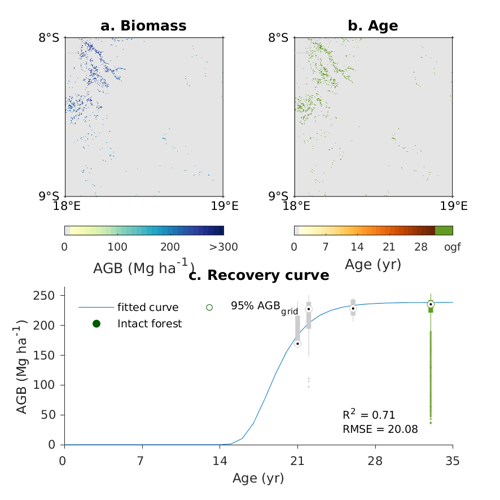 a. Biomass
b. Age
8°S
9°S
18°E
19°E
8°S
9°S
18°E
19°E
0 100 200 >300
AGB (Mg ha⁻¹)
0 7 14 21 28 ogf
Age (yr)
c. Recovery curve
250
200
150
100
50
0
AGB (Mg ha⁻¹)
fitted curve
95% AGB_grid
Intact forest
R² = 0.71
RMSE = 20.08
0 7 14 21 28 35
Age (yr)